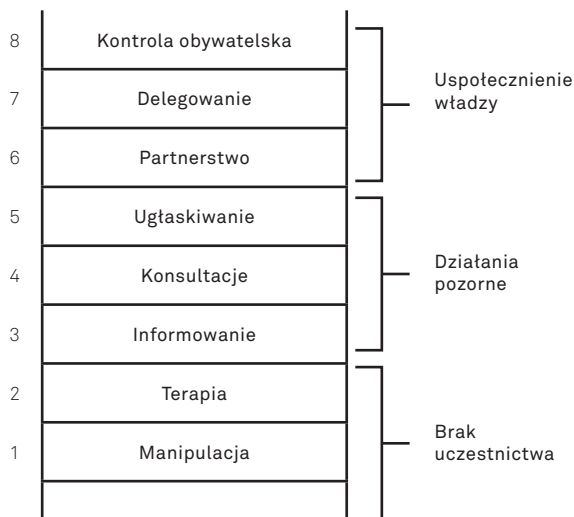 8 Kontrola obywatelska
7 Delegowanie
6 Partnerstwo
Uspołecznienie
władzy
5 Ugłaskiwanie
4 Konsultacje
3 Informowanie
Działania
pozorne
2 Terapia
1 Manipulacja
Brak
uczestnictwa